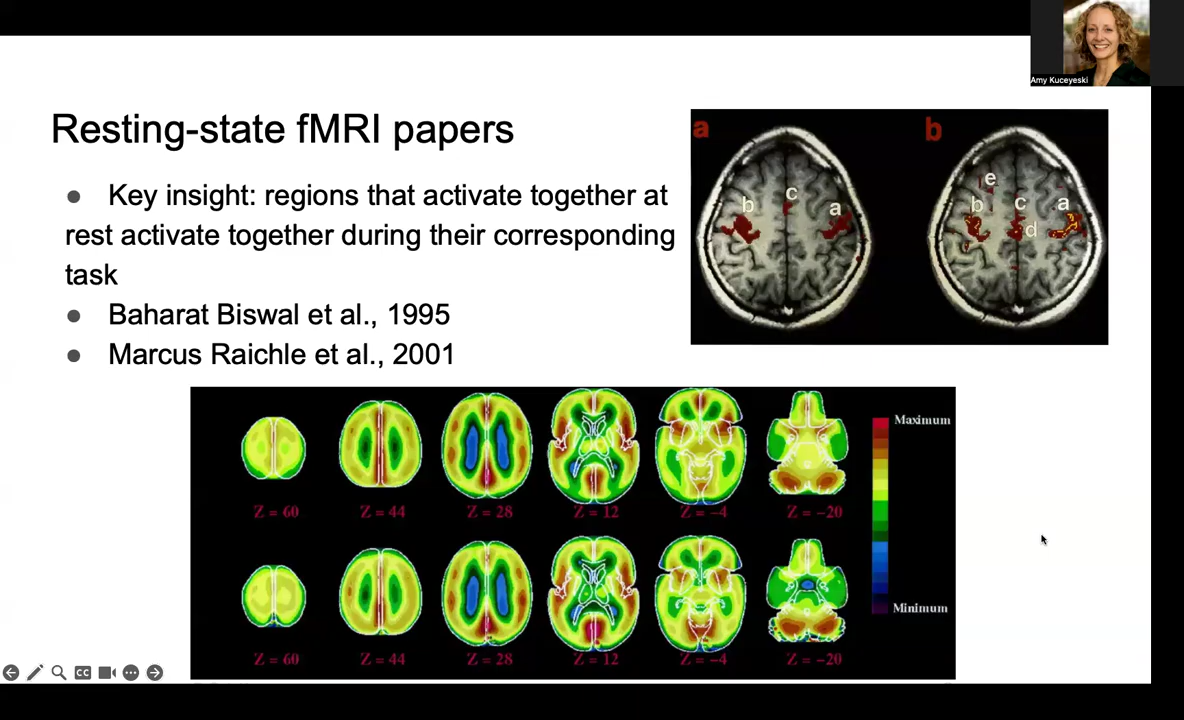 Amy Kuceyeski
Resting-state fMRI papers
● Key insight: regions that activate together at
rest activate together during their corresponding
task
● Baharat Biswal et al., 1995
● Marcus Raichle et al., 2001
a
b
c
a
b
e
b
c
a
d
Maximum
Z = 60
Z = 44
Z = 28
Z = 12
Z = -4
Z = -20
Minimum
Z = 60
Z = 44
Z = 28
Z = 12
Z = -4
Z = -20
CC